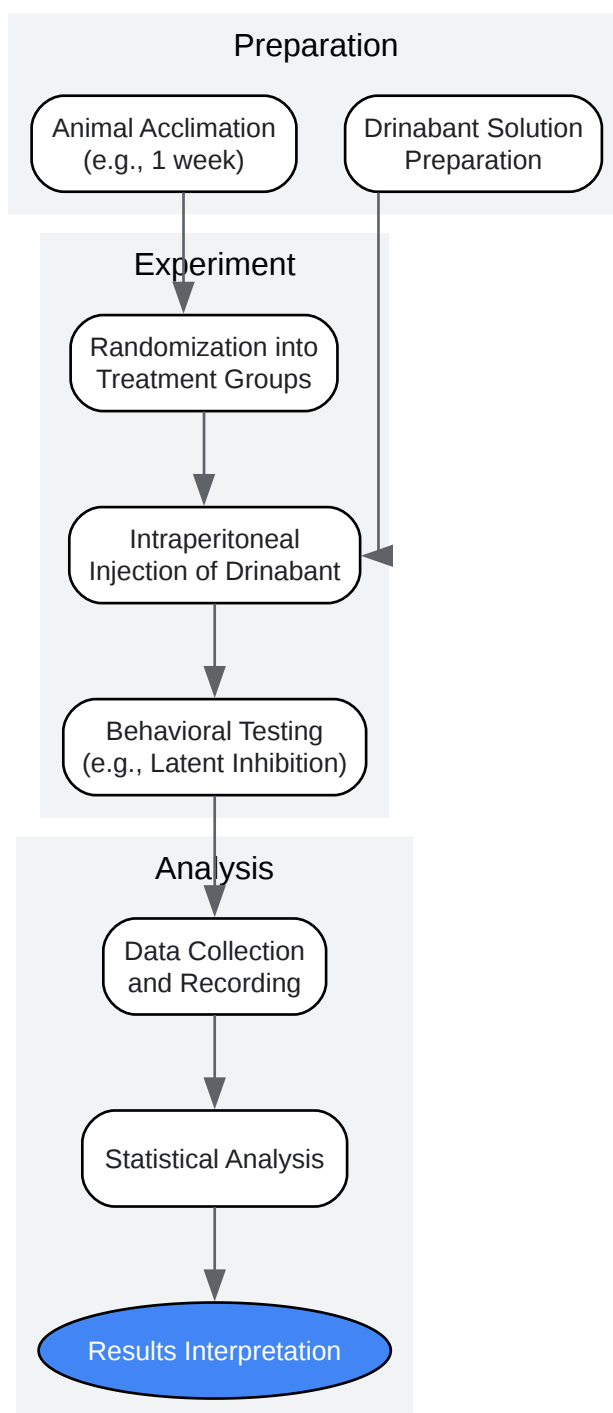 Preparation
Animal Acclimation
(e.g., 1 week)
Drinabant Solution
Preparation
Experiment
Randomization into
Treatment Groups
Intraperitoneal
Injection of Drinabant
Behavioral Testing
(e.g., Latent Inhibition)
Analysis
Data Collection
and Recording
Statistical Analysis
Results Interpretation